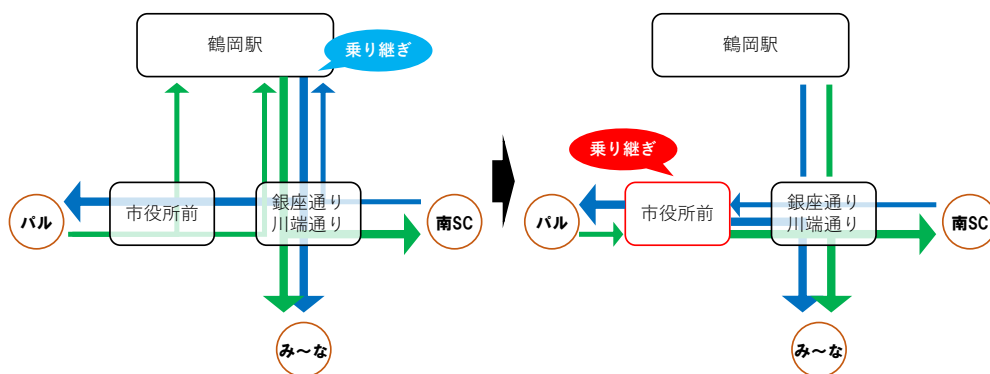 鶴岡駅
乗り継ぎ
パル
市役所前
銀座通り
川端通り
南SC
み～な
鶴岡駅
乗り継ぎ
パル
市役所前
銀座通り
川端通り
南SC
み～な